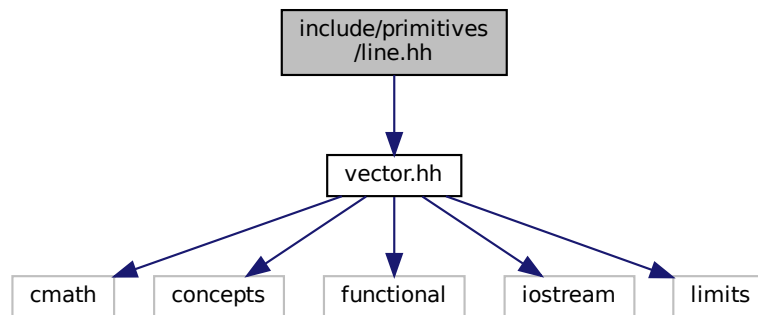 include/primitives
/line.hh
vector.hh
cmath
concepts
functional
iostream
limits